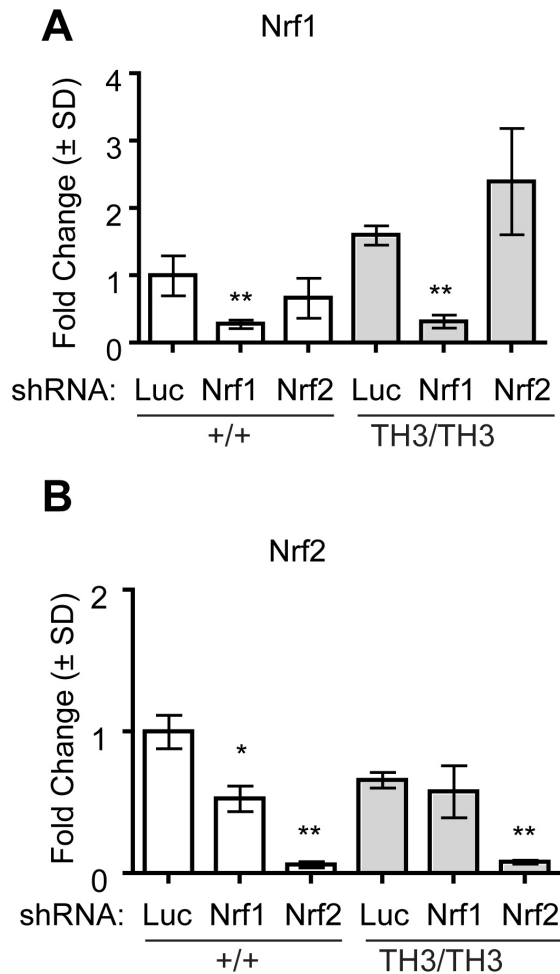 A
Nrf1
Fold Change (± SD)
4
3
2
1
0
** **
shRNA: Luc Nrf1 Nrf2 Luc Nrf1 Nrf2
+/+ TH3/TH3
B
Nrf2
Fold Change (± SD)
2
1
0
* ** **
shRNA: Luc Nrf1 Nrf2 Luc Nrf1 Nrf2
+/+ TH3/TH3